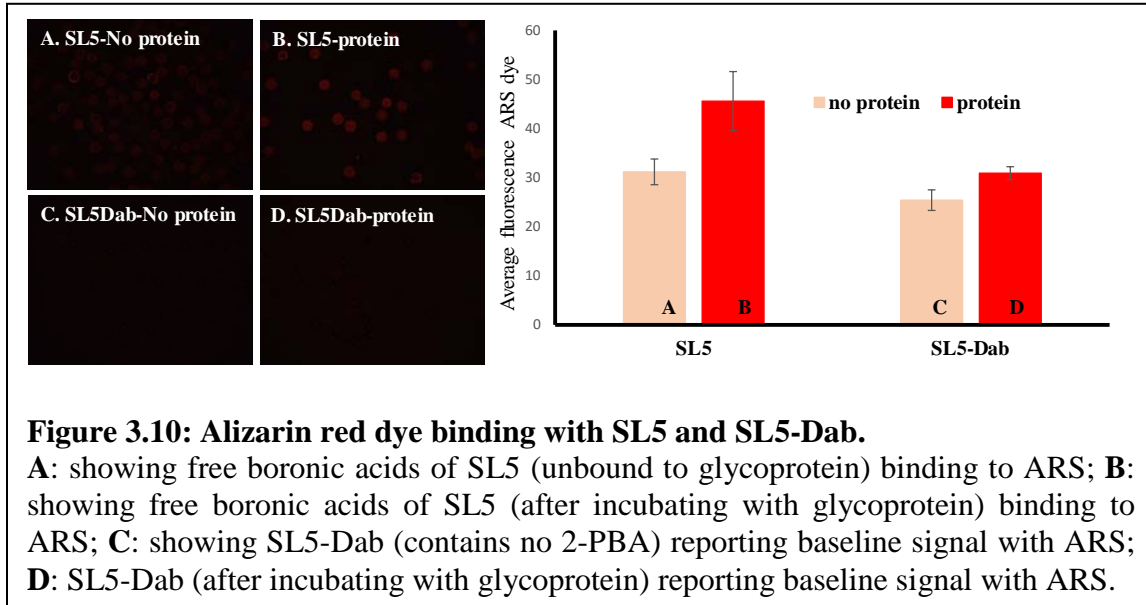 A. SL5-No protein
B. SL5-protein
C. SL5Dab-No protein
D. SL5Dab-protein
Average fluorescence ARS dye
60
50
40
30
20
10
0
no protein
protein
A
B
C
D
SL5
SL5-Dab
Figure 3.10: Alizarin red dye binding with SL5 and SL5-Dab.
A: showing free boronic acids of SL5 (unbound to glycoprotein) binding to ARS; B:
showing free boronic acids of SL5 (after incubating with glycoprotein) binding to
ARS; C: showing SL5-Dab (contains no 2-PBA) reporting baseline signal with ARS;
D: SL5-Dab (after incubating with glycoprotein) reporting baseline signal with ARS.